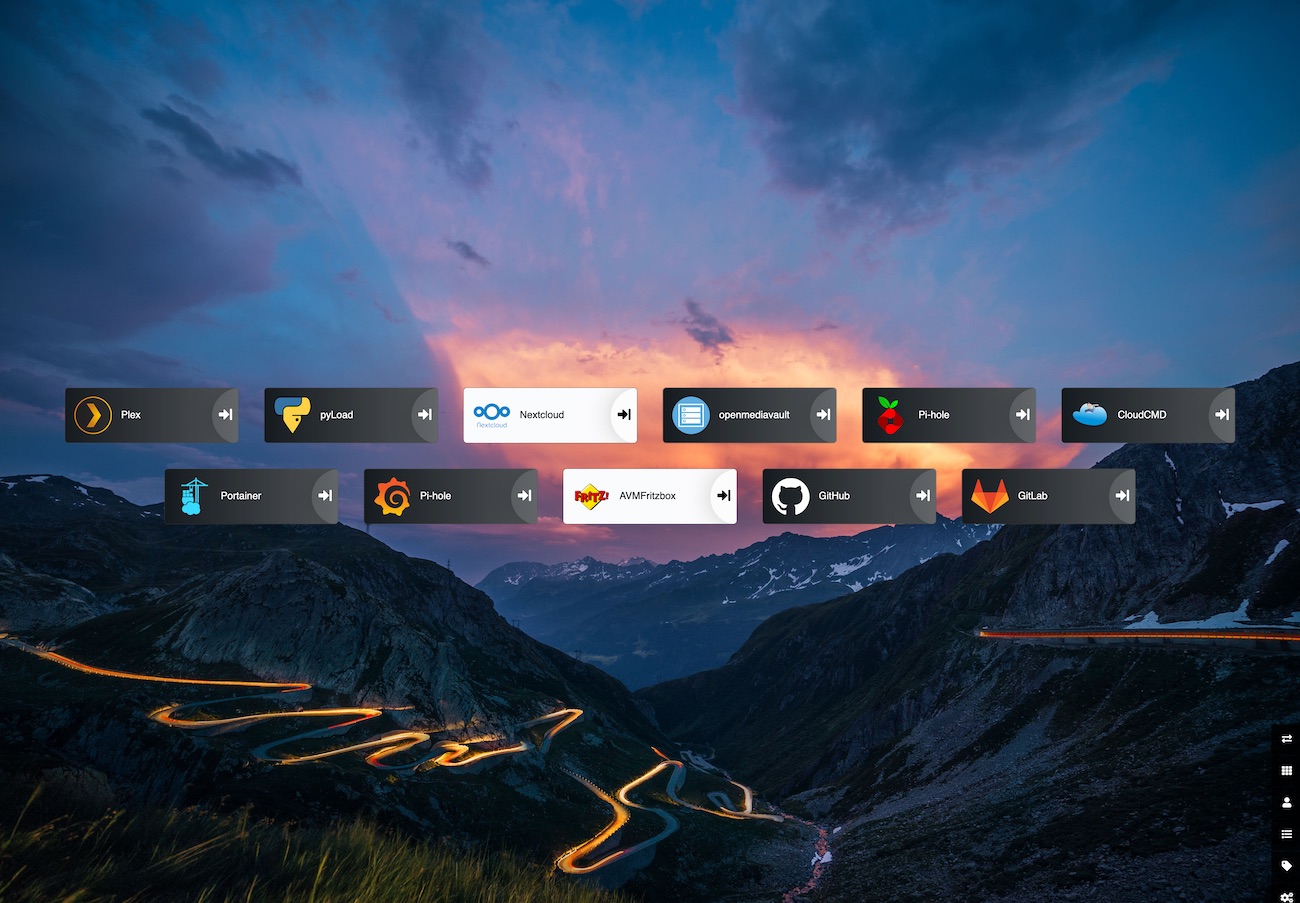 Plex
pyLoad
Nextcloud
Nextcloud
openmediavault
Pi-hole
CloudCMD
Portainer
Pi-hole
FRITZ!
AVMFritzbox
GitHub
GitLab